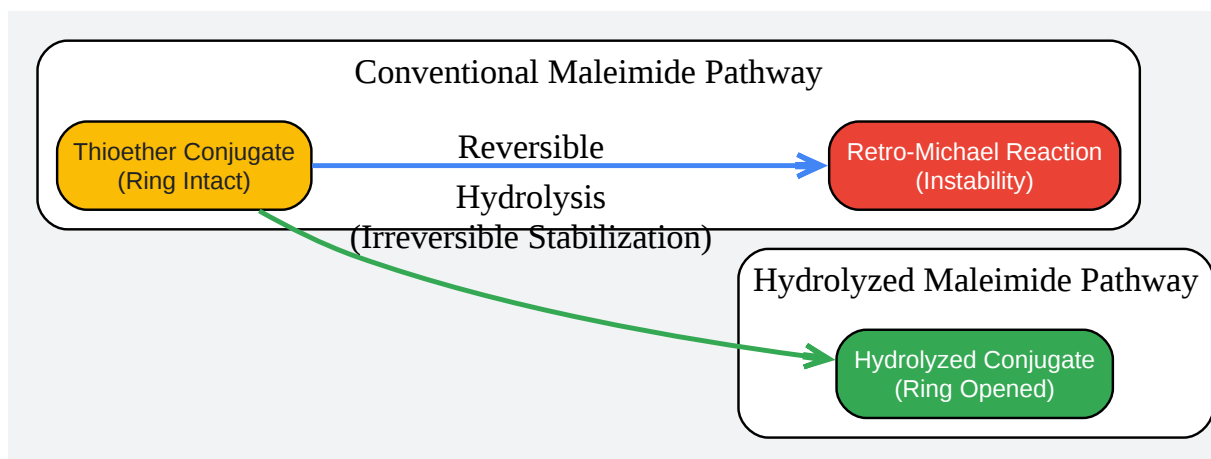 Conventional Maleimide Pathway
Thioether Conjugate
(Ring Intact)
Reversible
Retro-Michael Reaction
(Instability)
Hydrolysis
(Irreversible Stabilization)
Hydrolyzed Maleimide Pathway
Hydrolyzed Conjugate
(Ring Opened)